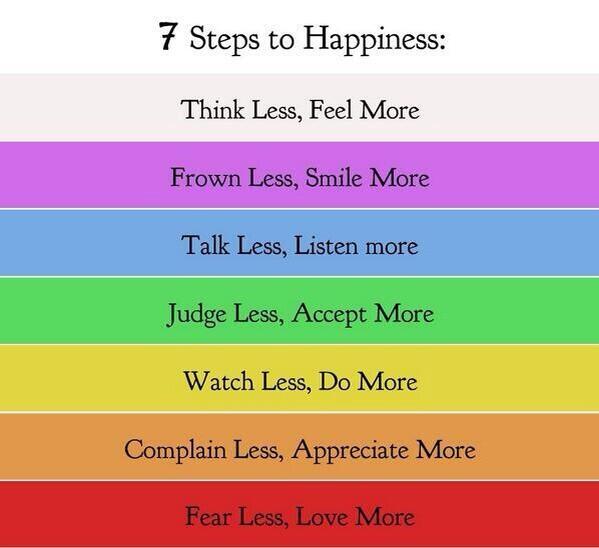 7 Steps to Happiness:
Think Less, Feel More
Frown Less, Smile More
Talk Less, Listen more
Judge Less, Accept More
Watch Less, Do More
Complain Less, Appreciate More
Fear Less, Love More